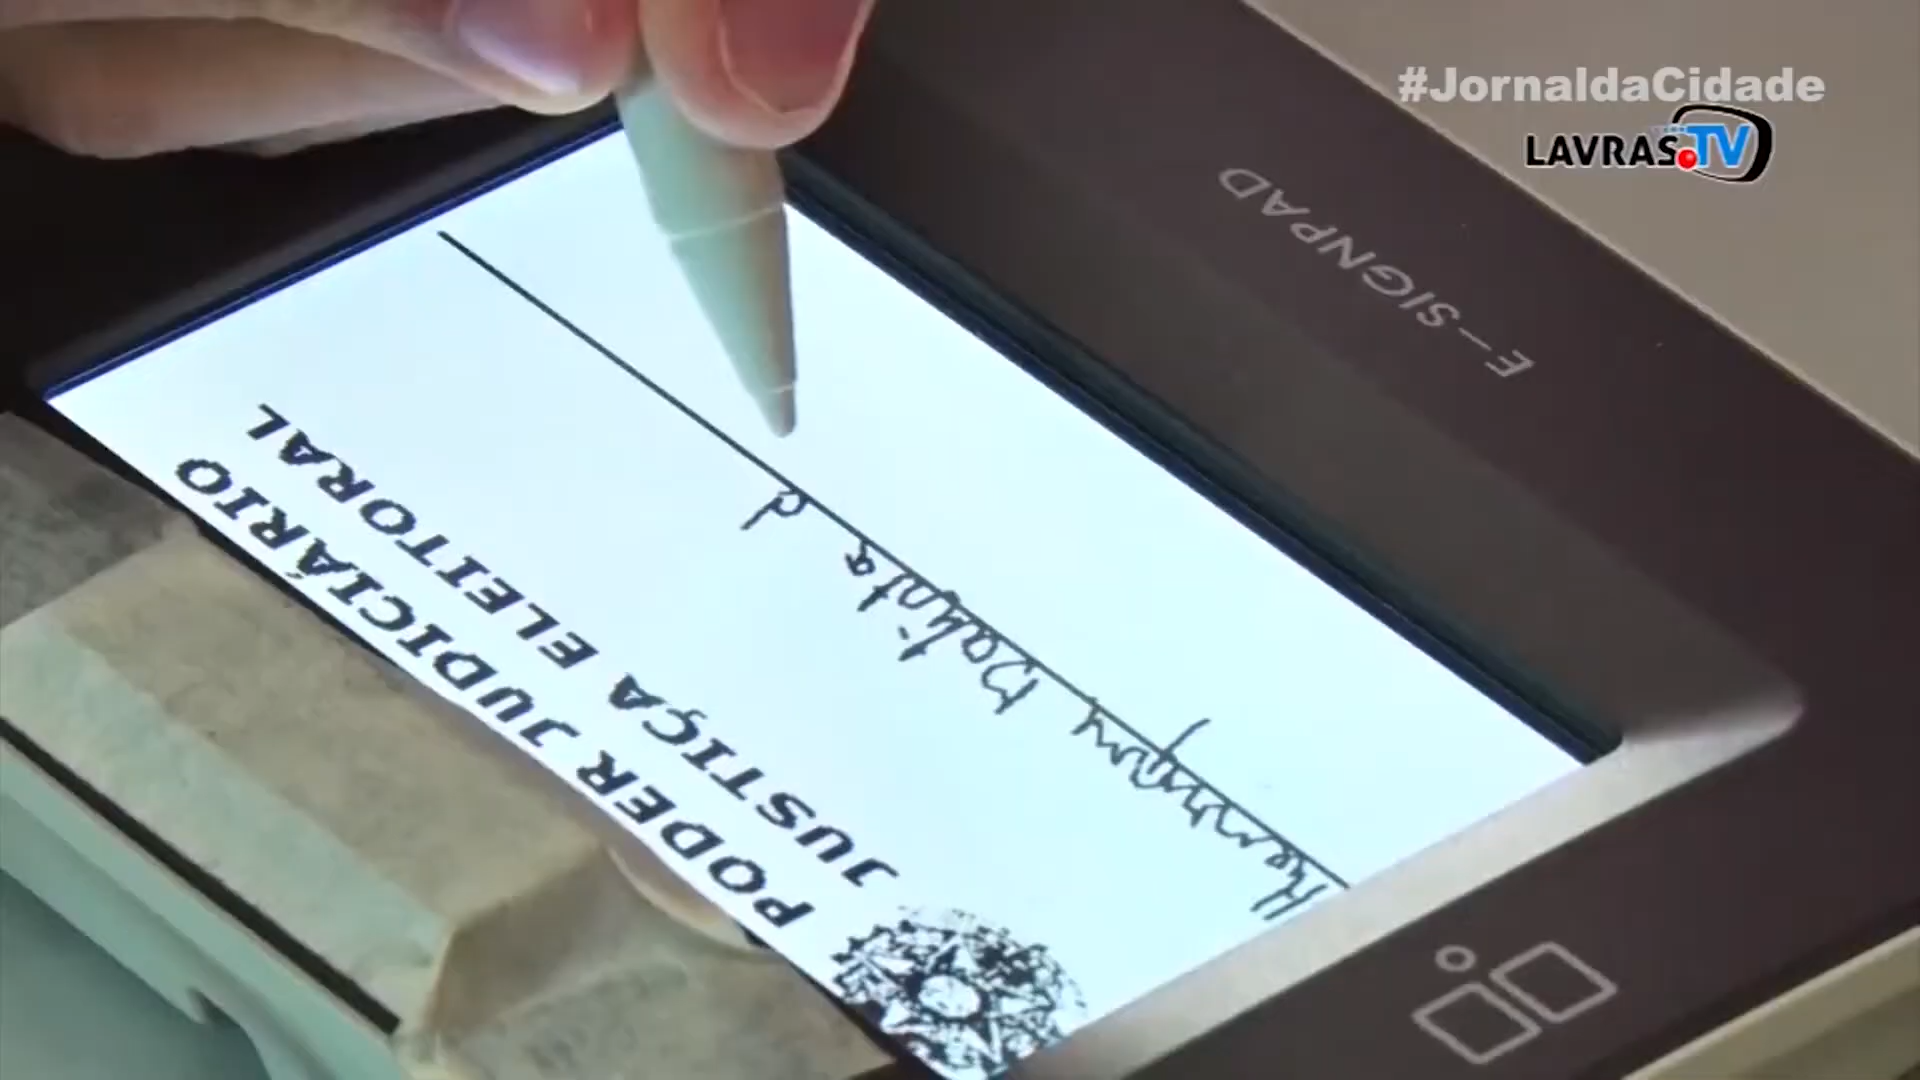 #JornaldaCidade
LAVRAS.TV
E-SIGNPAD
PODER JUDICIÁRIO
JUSTIÇA ELEITORAL